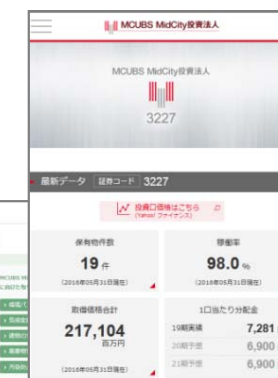 MCUBS MidCity投資法人
MCUBS MidCity投資法人
3227
最新データ 証券コード 3227
投資口価格はこちら
(Yahoo! ファイナンス)
保有物件数
19 件
(2016年05月31日現在)
稼働率
98.0 %
(2016年05月31日現在)
取得価格合計
217,104
百万円
(2016年05月31日現在)
1口当たり分配金
19期実績 7,281
20期予想 6,900
21期予想 6,900